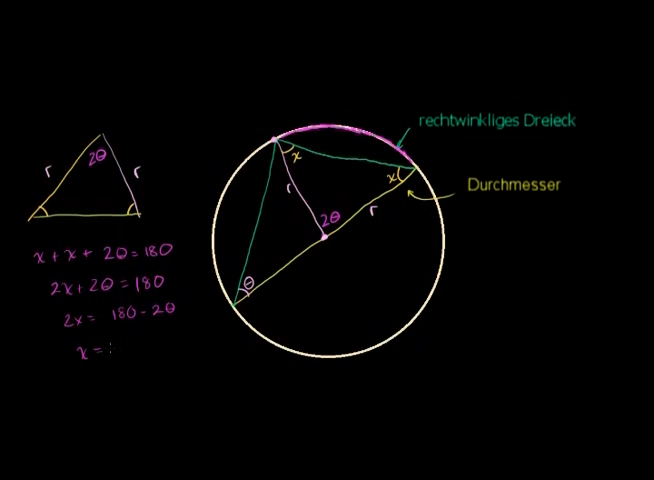 rechtwinkliges Dreieck
Durchmesser
2θ
r
r
x + x + 2θ = 180
2x + 2θ = 180
2x = 180 - 2θ
x =
x
x
r
2θ
r
θ